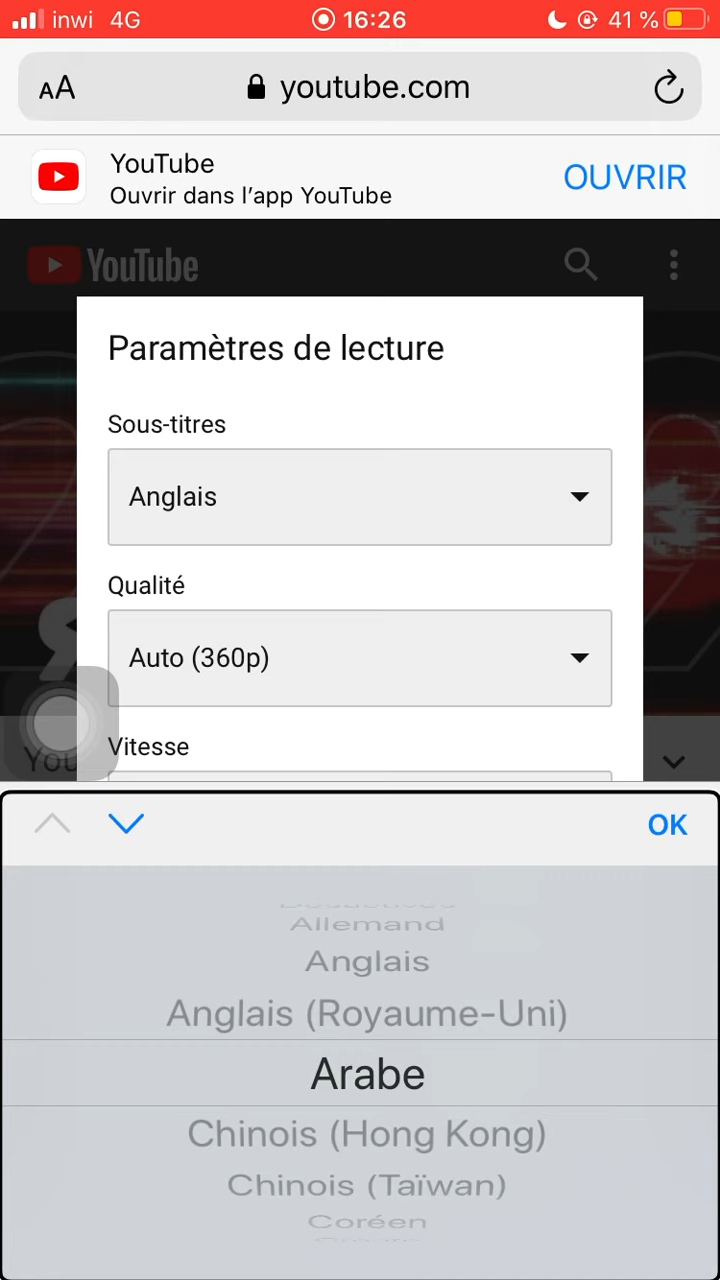 inwi 4G 16:26 41 %
AA youtube.com
YouTube
Ouvrir dans l'app YouTube
OUVRIR
YouTube
Paramètres de lecture
Sous-titres
Anglais
Qualité
Auto (360p)
Vitesse
You
OK
Allemand
Anglais
Anglais (Royaume-Uni)
Arabe
Chinois (Hong Kong)
Chinois (Taïwan)
Coréen